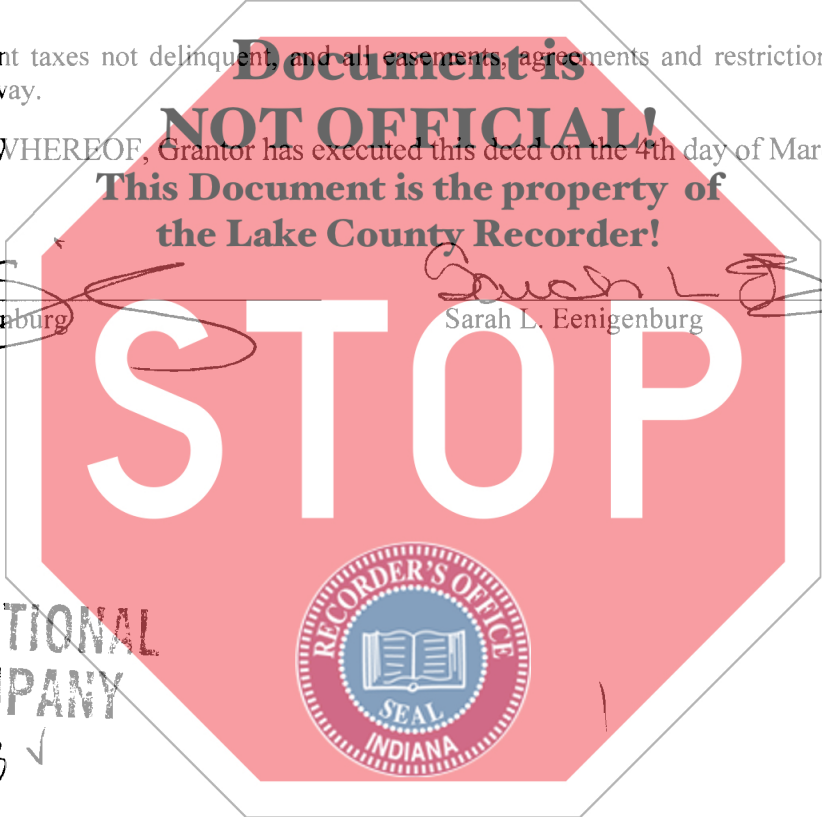 Document is
nt taxes not delinquent, and all easements, agreements and restriction
way.
NOT OFFICIAL!
WHEREOF, Grantor has executed this deed on the 4th day of Mar
This Document is the property of
the Lake County Recorder!
Sarah L E
nburg
Sarah L. Eenigenburg
STOP
RECORDER'S OFFICE
SEAL
INDIANA
TIONAL
PANY